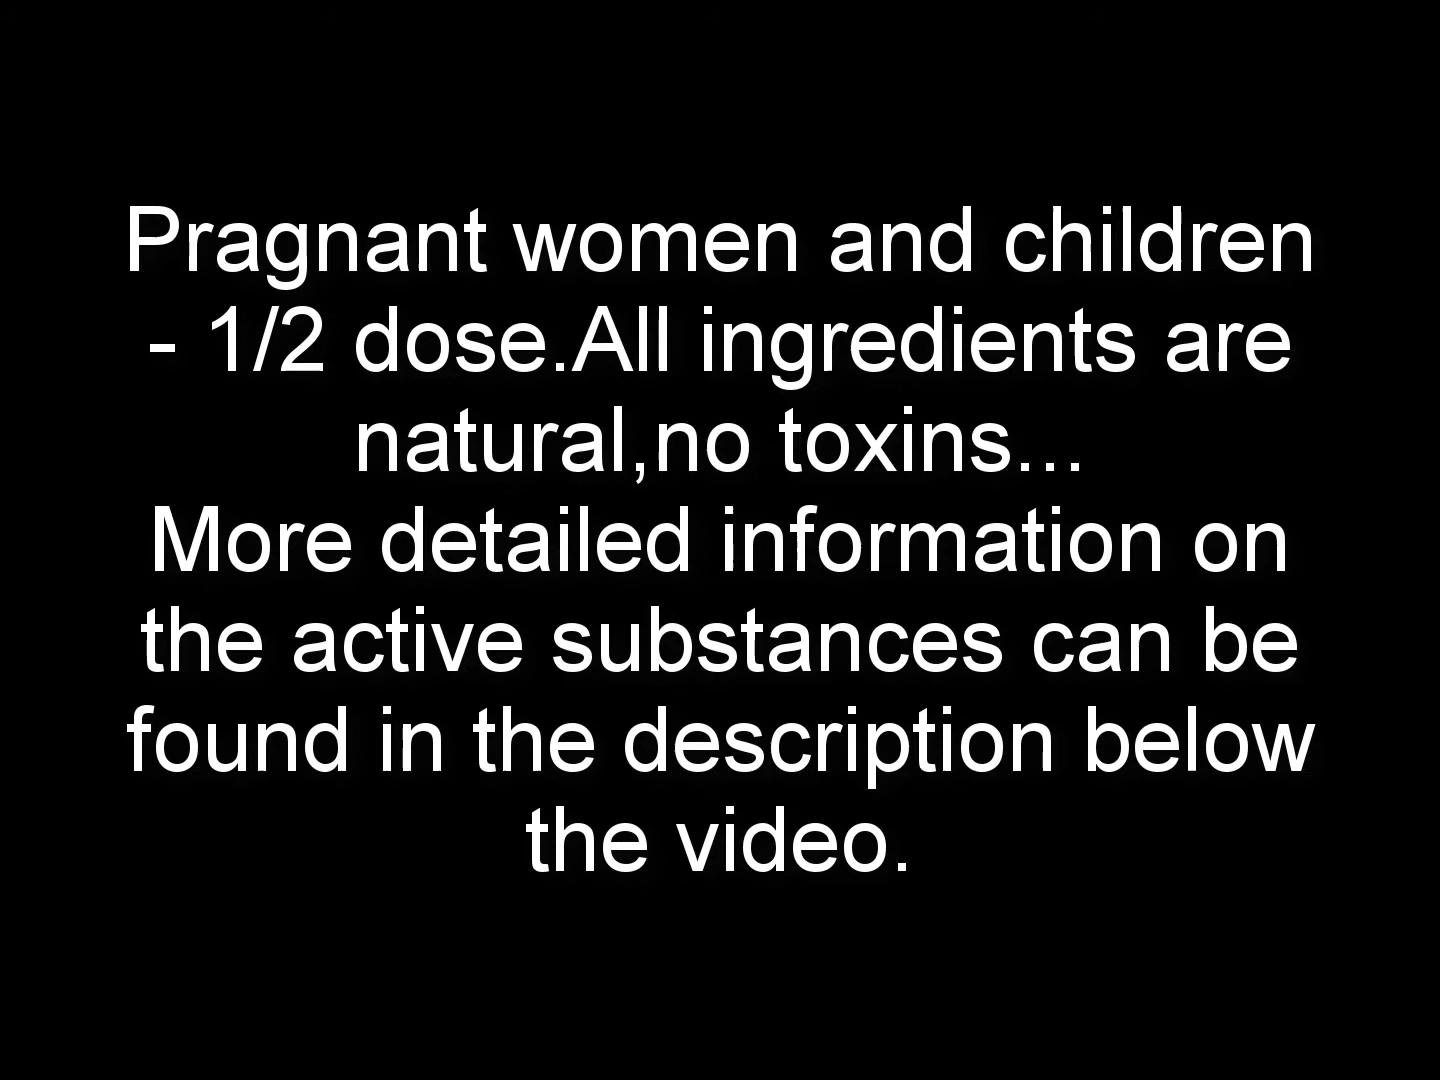 Pragnant women and children
- 1/2 dose.All ingredients are
natural,no toxins...
More detailed information on
the active substances can be
found in the description below
the video.